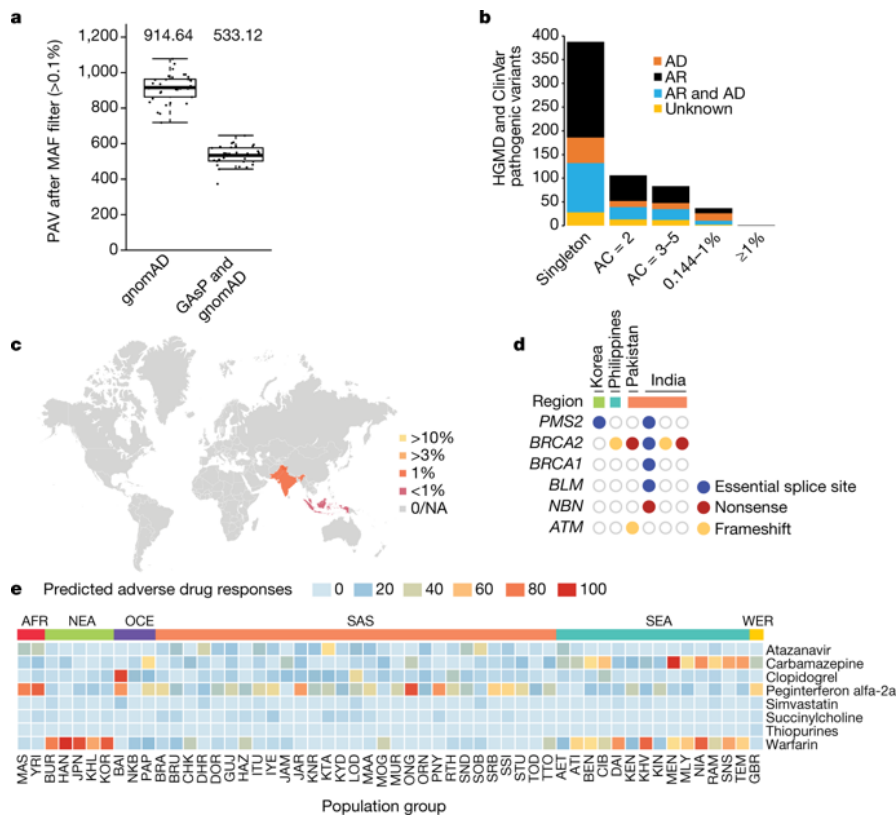 a
914.64 533.12
PAV after MAF filter (>0.1%)
1,200
1,000
800
600
400
200
0
gnomAD
GAsP and
gnomAD
b
HGMD and ClinVar
pathogenic variants
400
350
300
250
200
150
100
50
0
AD
AR
AR and AD
Unknown
Singleton
AC = 2
AC = 3–5
0.144–1%
≥1%
c
>10%
>3%
1%
<1%
0/NA
d
Korea
Philippines
Pakistan
India
Region
PMS2
BRCA2
BRCA1
BLM
NBN
ATM
Essential splice site
Nonsense
Frameshift
e
Predicted adverse drug responses 0 20 40 60 80 100
AFR NEA OCE SAS SEA WER
Atazanavir
Carbamazepine
Clopidogrel
Peginterferon alfa-2a
Simvastatin
Succinylcholine
Thiopurines
Warfarin
MAS YRI BUR HAN JPN KHL KOR BAI NKB PAP BRA BRU CHK DHR DOR GUJ HAZ ITU IYE JAM JAR KNR KTA KYD LOD MAA MOG MUR ONG ORN PNY RTH SND SOB SRB SSI STU TOD TTO AET ATI BEN CIB DAI KEN KHV KIN MEN MLY NIA RAM SNS TEM GBR
Population group